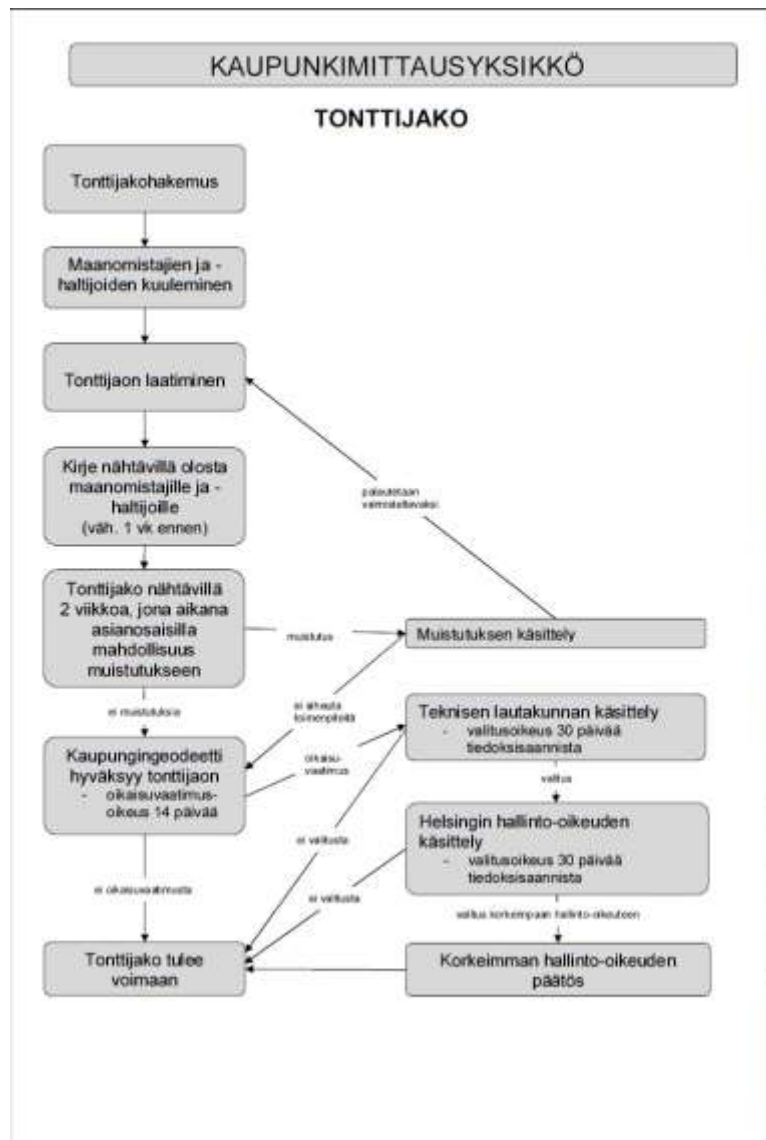 KAUPUNKIMITTAUSYKSIKKÖ
TONTTIJAKO
Tonttijakohakemus
Maanomistajien ja -
haltijoiden kuuleminen
Tonttijaon laatiminen
Kirje nähtävillä olosta
maanomistajille ja -
haltijoille
(väh. 1 vk ennen)
palautetaan
valmisteltavaksi
Tonttijako nähtävillä
2 viikkoa, jona aikana
asianosaisilla
mahdollisuus
muistutukseen
muistutus
Muistutuksen käsittely
ei muistutuksia
ei aiheuta
toimenpiteitä
Kaupungingeodeetti
hyväksyy tonttijaon
- oikaisuvaatimus-
oikeus 14 päivää
oikaisu-
vaatimus
Teknisen lautakunnan käsittely
- valitusoikeus 30 päivää
tiedoksisaannista
valitus
ei valitusta
Helsingin hallinto-oikeuden
käsittely
- valitusoikeus 30 päivää
tiedoksisaannista
ei oikaisuvaatimusta
ei valitusta
valitus korkeimpaan hallinto-oikeuteen
Tonttijako tulee
voimaan
Korkeimman hallinto-oikeuden
päätös